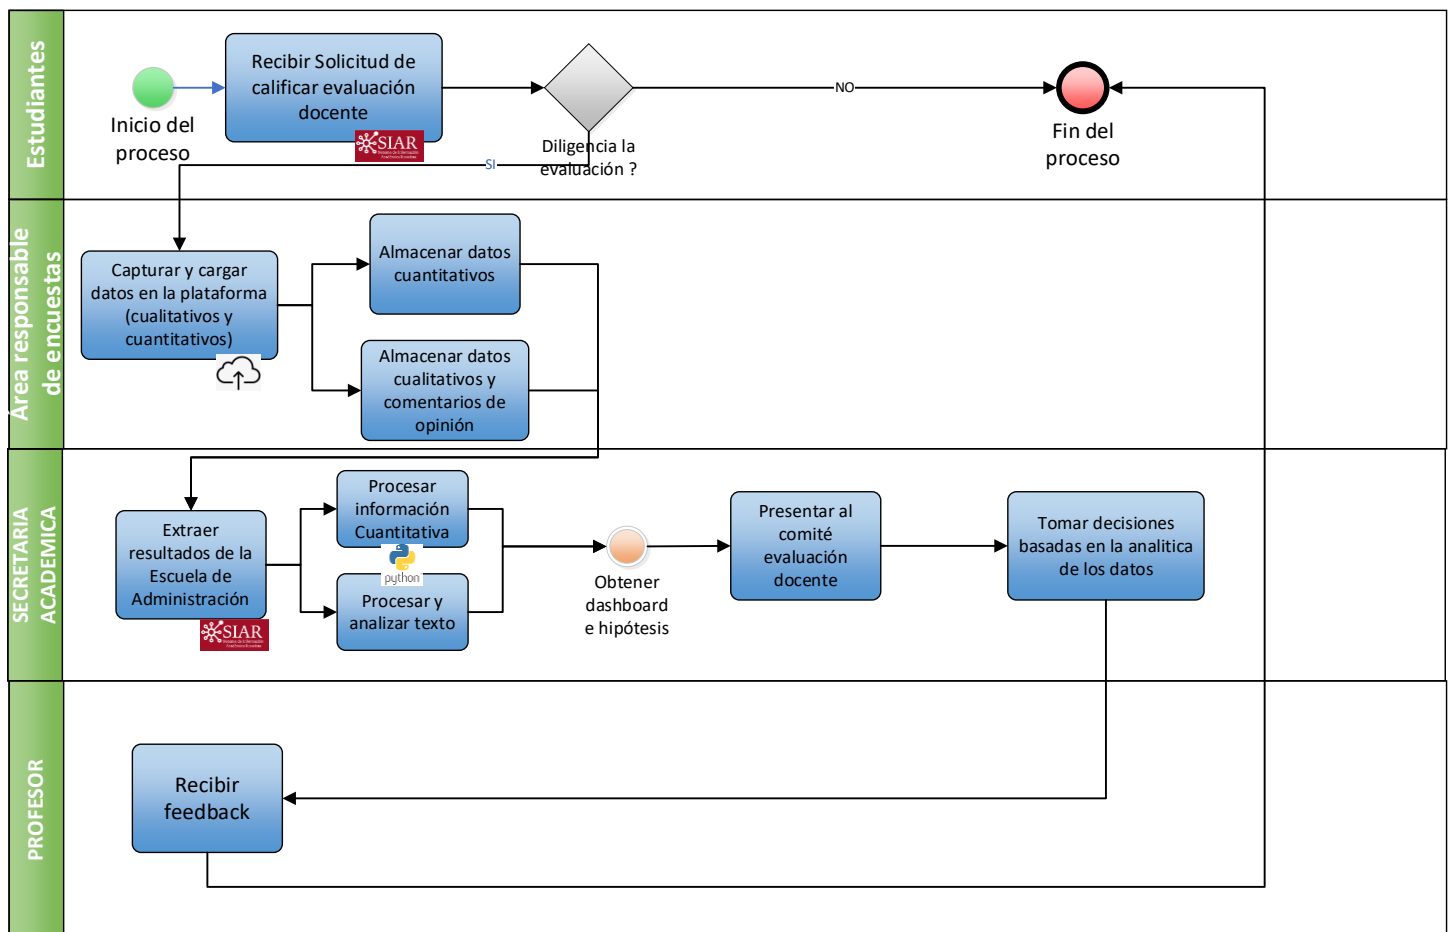 Estudiantes
Recibir Solicitud de
calificar evaluación
docente
SIAR
Inicio del
proceso
Diligencia la
evaluación ?
NO
SI
Fin del
proceso
Área responsable
de encuestas
Capturar y cargar
datos en la plataforma
(cualitativos y
cuantitativos)
Almacenar datos
cuantitativos
Almacenar datos
cualitativos y
comentarios de
opinión
SECRETARIA
ACADEMICA
Extraer
resultados de la
Escuela de
Administración
SIAR
Procesar
información
Cuantitativa
python
Procesar y
analizar texto
Obtener
dashboard
e hipótesis
Presentar al
comité
evaluación
docente
Tomar decisiones
basadas en la analitica
de los datos
PROFESOR
Recibir
feedback